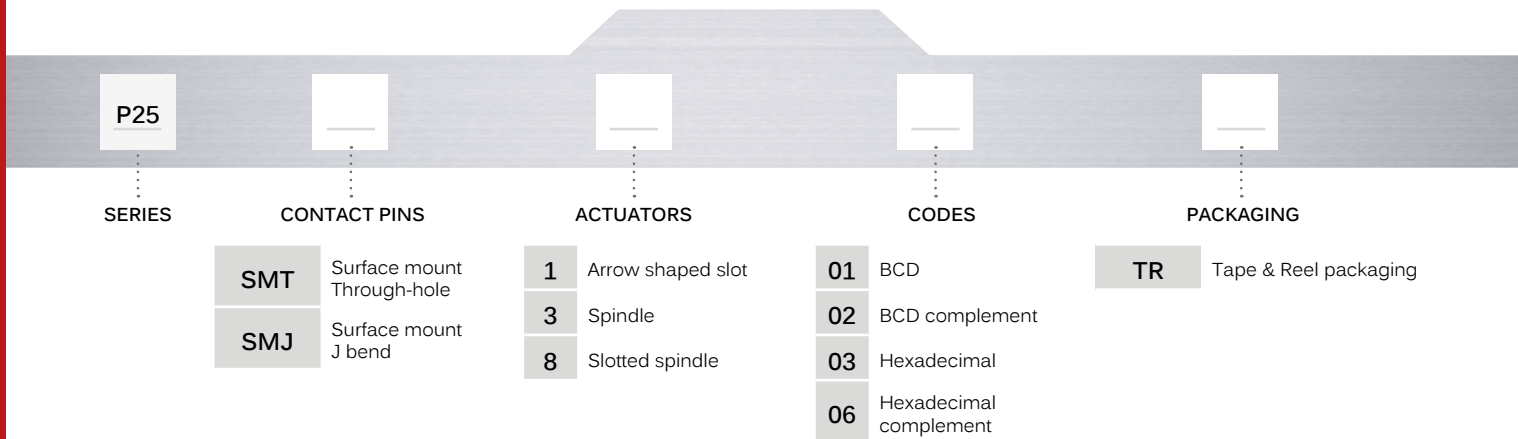 P25
SERIES
CONTACT PINS
ACTUATORS
CODES
PACKAGING
SMT
Surface mount
Through-hole
SMJ
Surface mount
J bend
1 Arrow shaped slot
3 Spindle
8 Slotted spindle
01 BCD
02 BCD complement
03 Hexadecimal
06
Hexadecimal
complement
TR Tape & Reel packaging